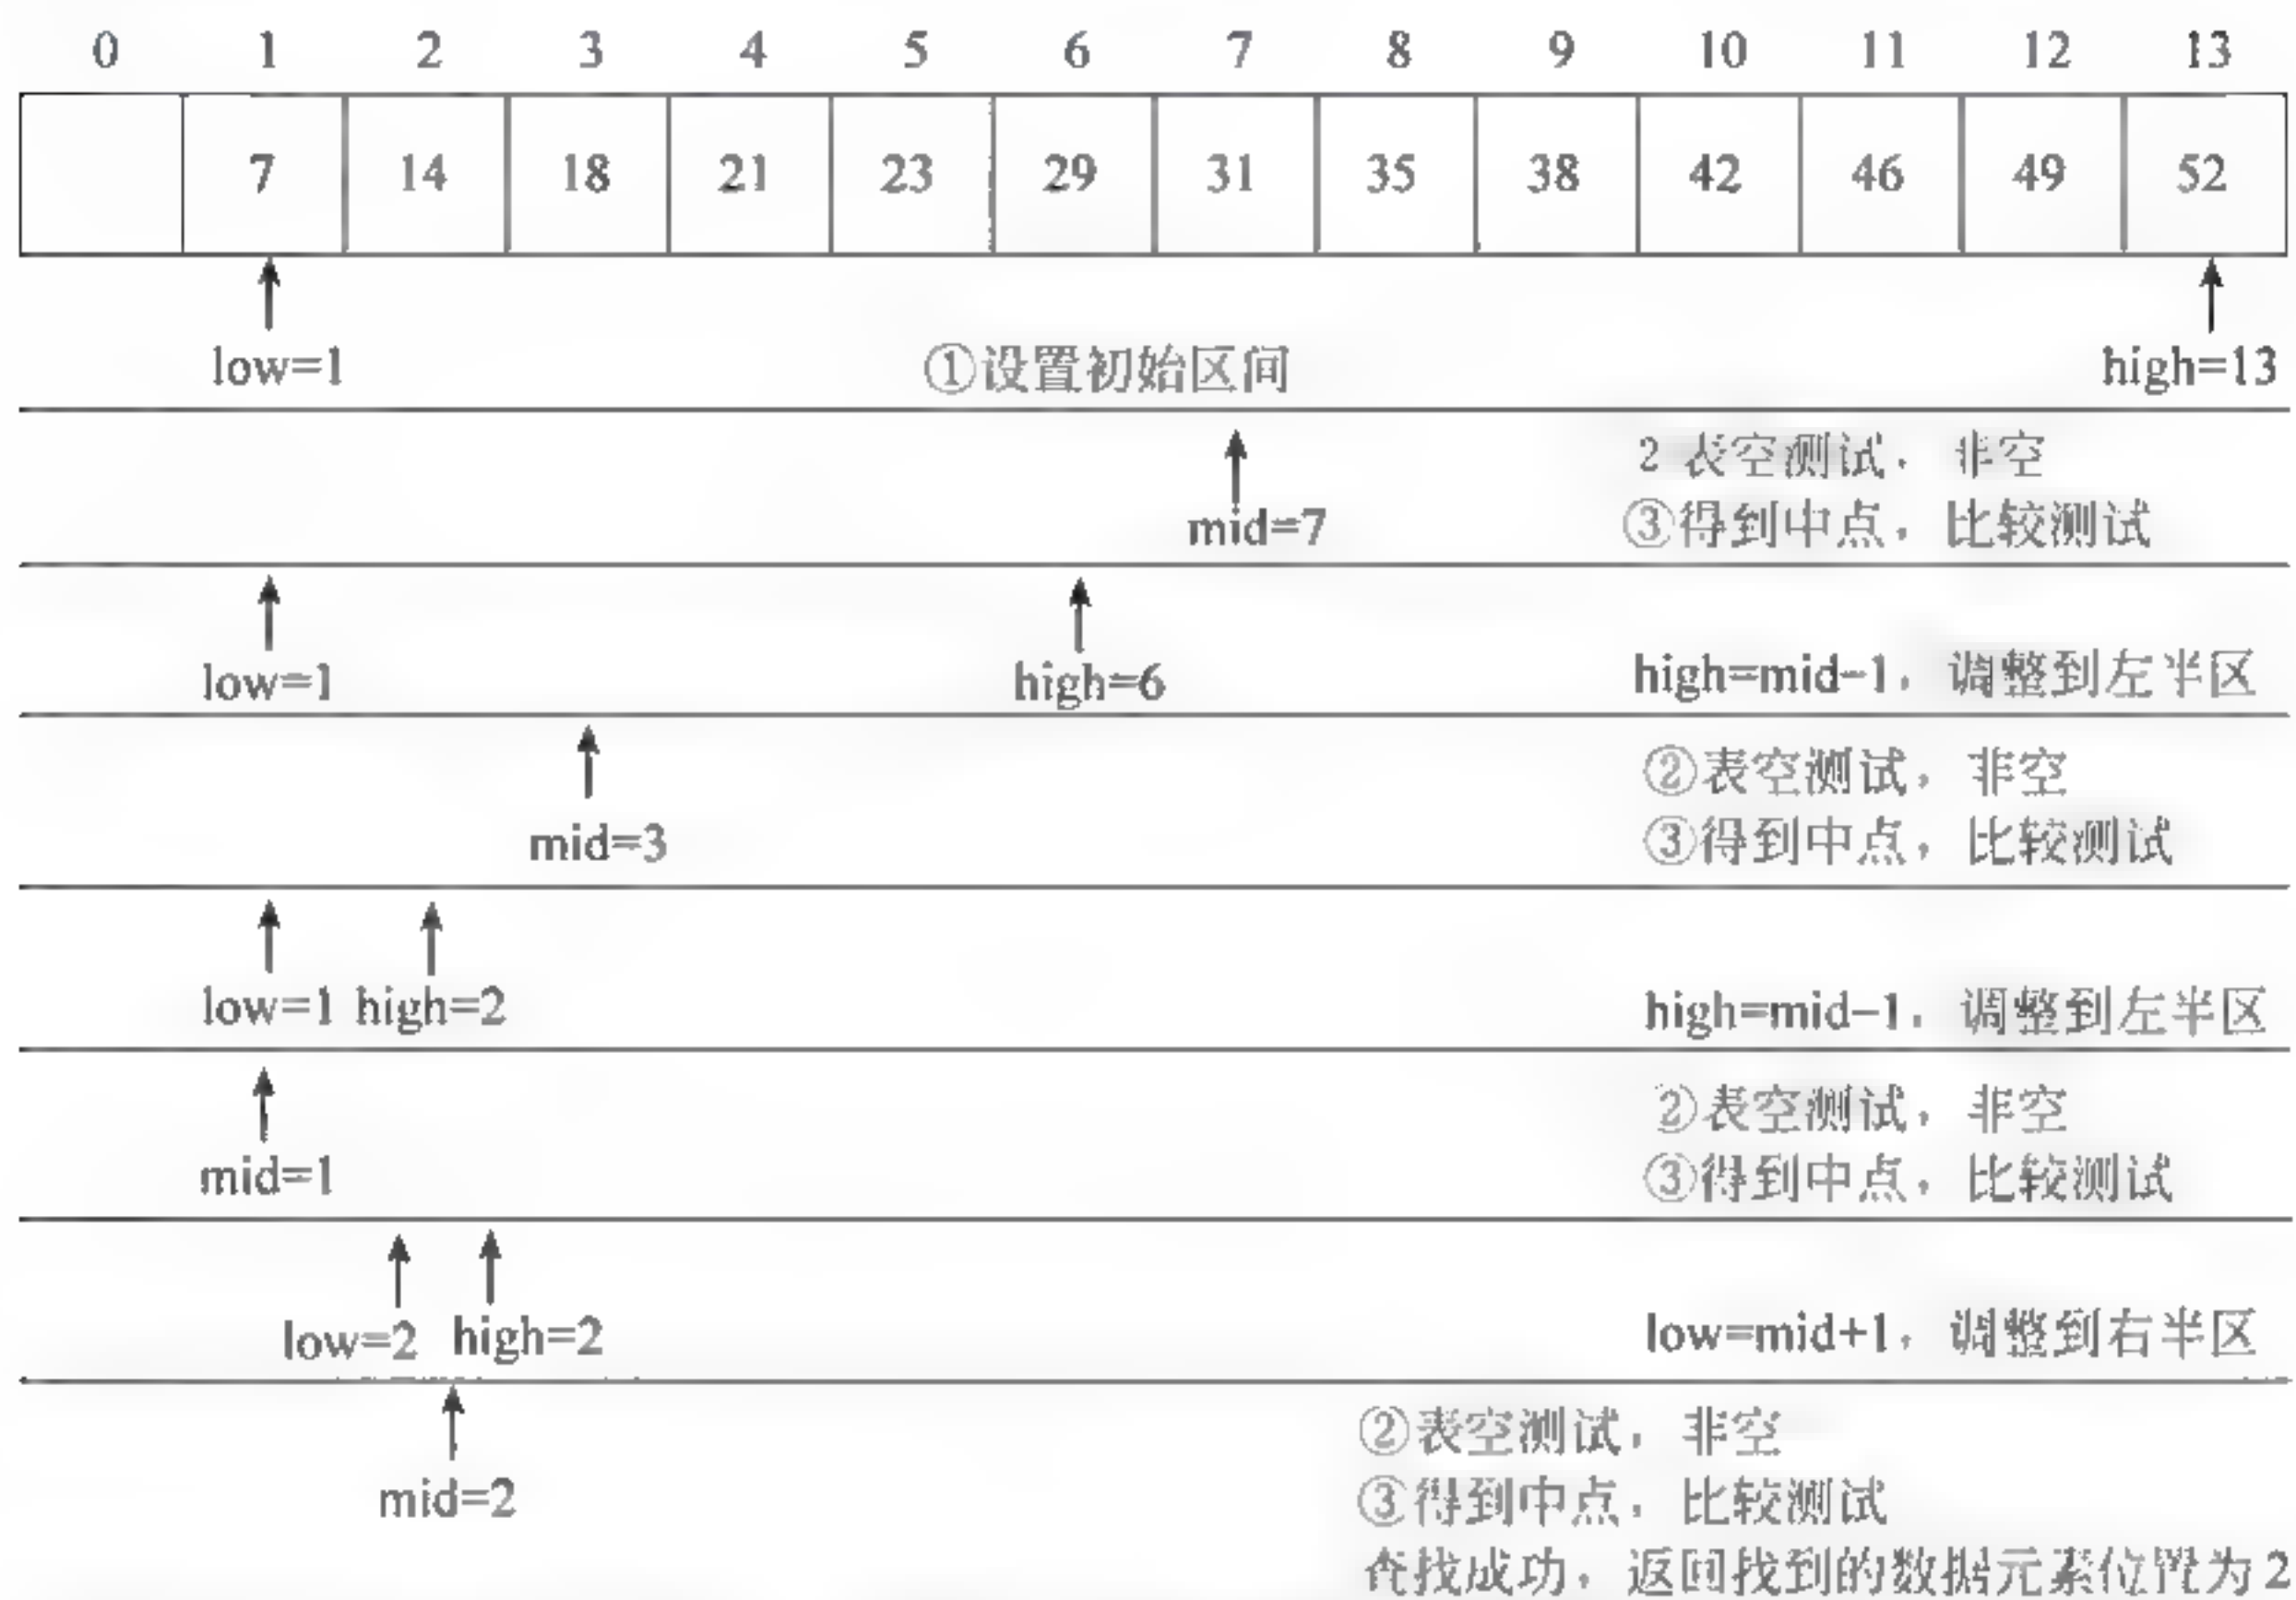 0 1 2 3 4 5 6 7 8 9 10 11 12 13
7 14 18 21 23 29 31 35 38 42 46 49 52
low=1 ①设置初始区间 high=13
2 表空测试，非空
mid=7 ③得到中点，比较测试
low=1 high=6 high=mid-1，调整到左半区
②表空测试，非空
mid=3 ③得到中点，比较测试
low=1 high=2 high=mid-1，调整到左半区
②表空测试，非空
mid=1 ③得到中点，比较测试
low=2 high=2 low=mid+1，调整到右半区
②表空测试，非空
mid=2 ③得到中点，比较测试
查找成功，返回找到的数据元素位置为2